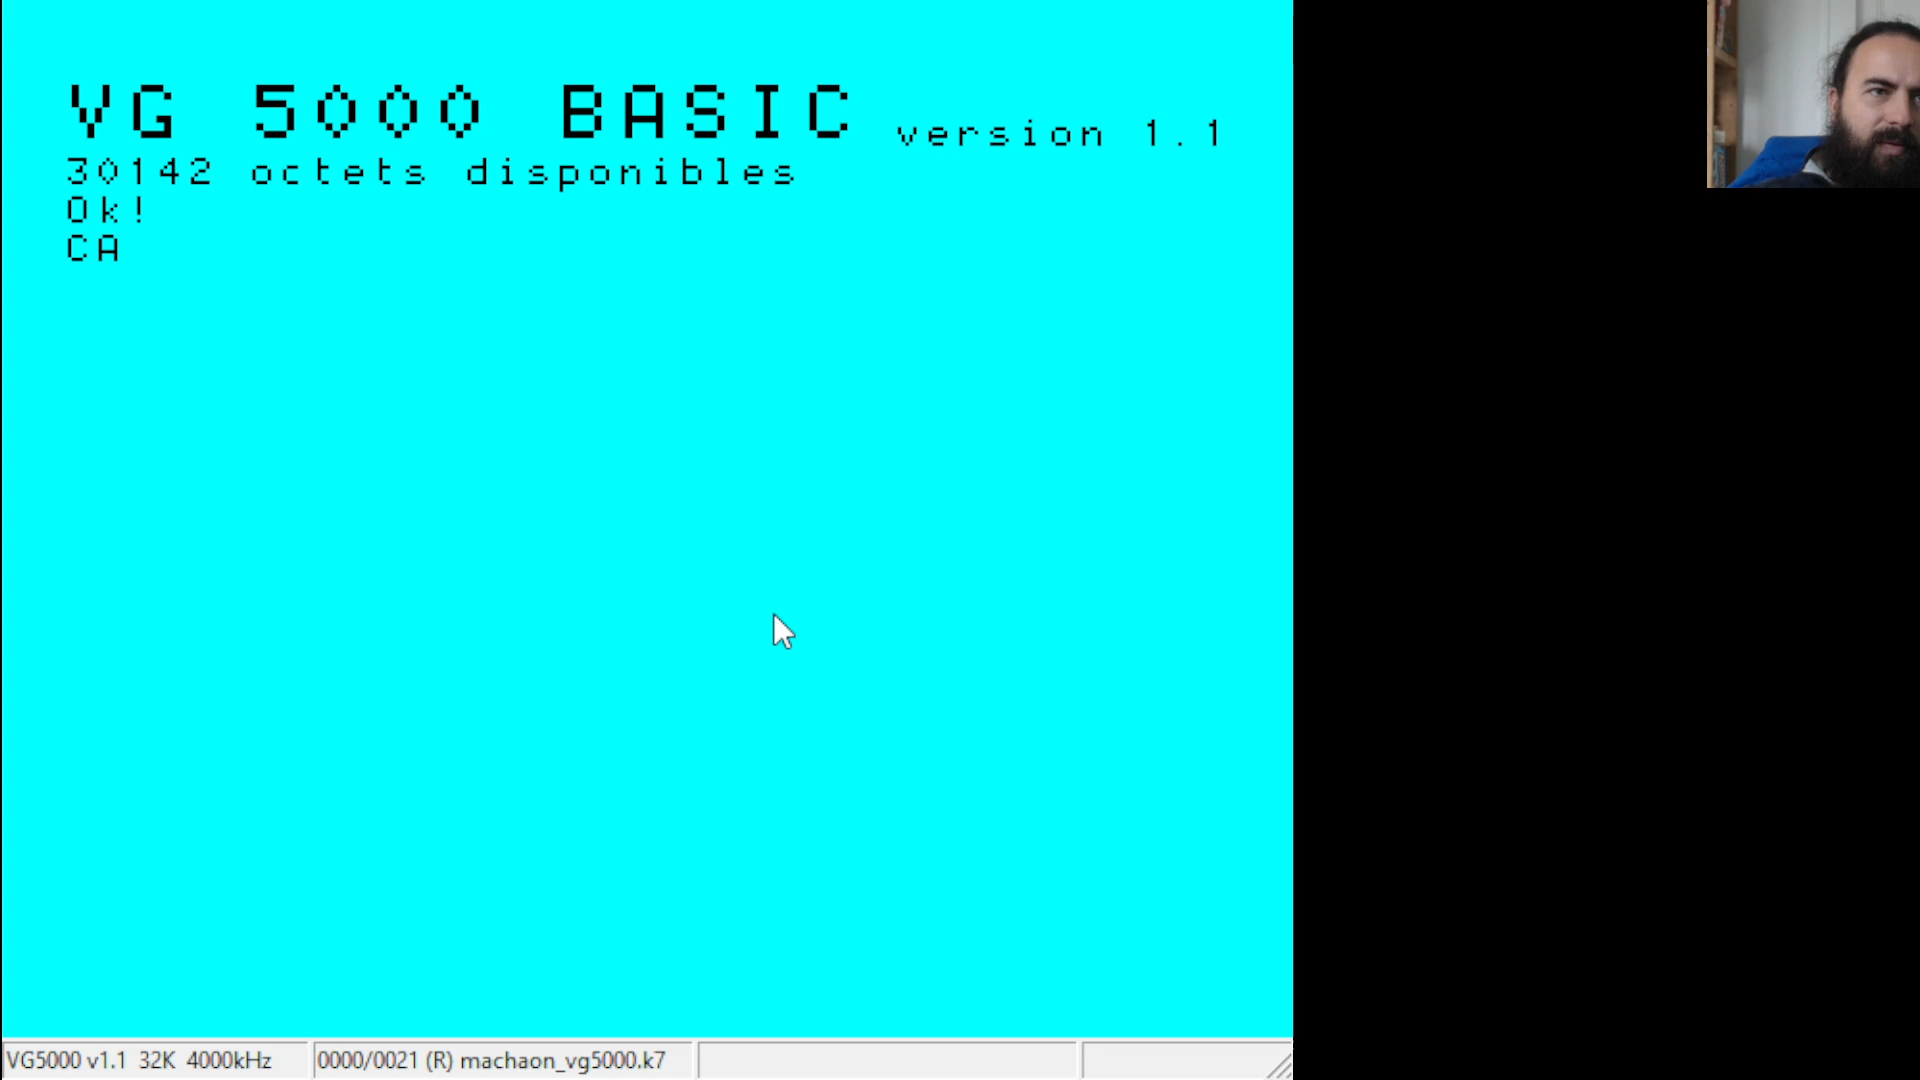 VG 5000 BASIC version 1.1
30142 octets disponibles
Ok!
CA
VG5000 v1.1 32K 4000kHz
0000/0021 (R) machaon_vg5000.k7